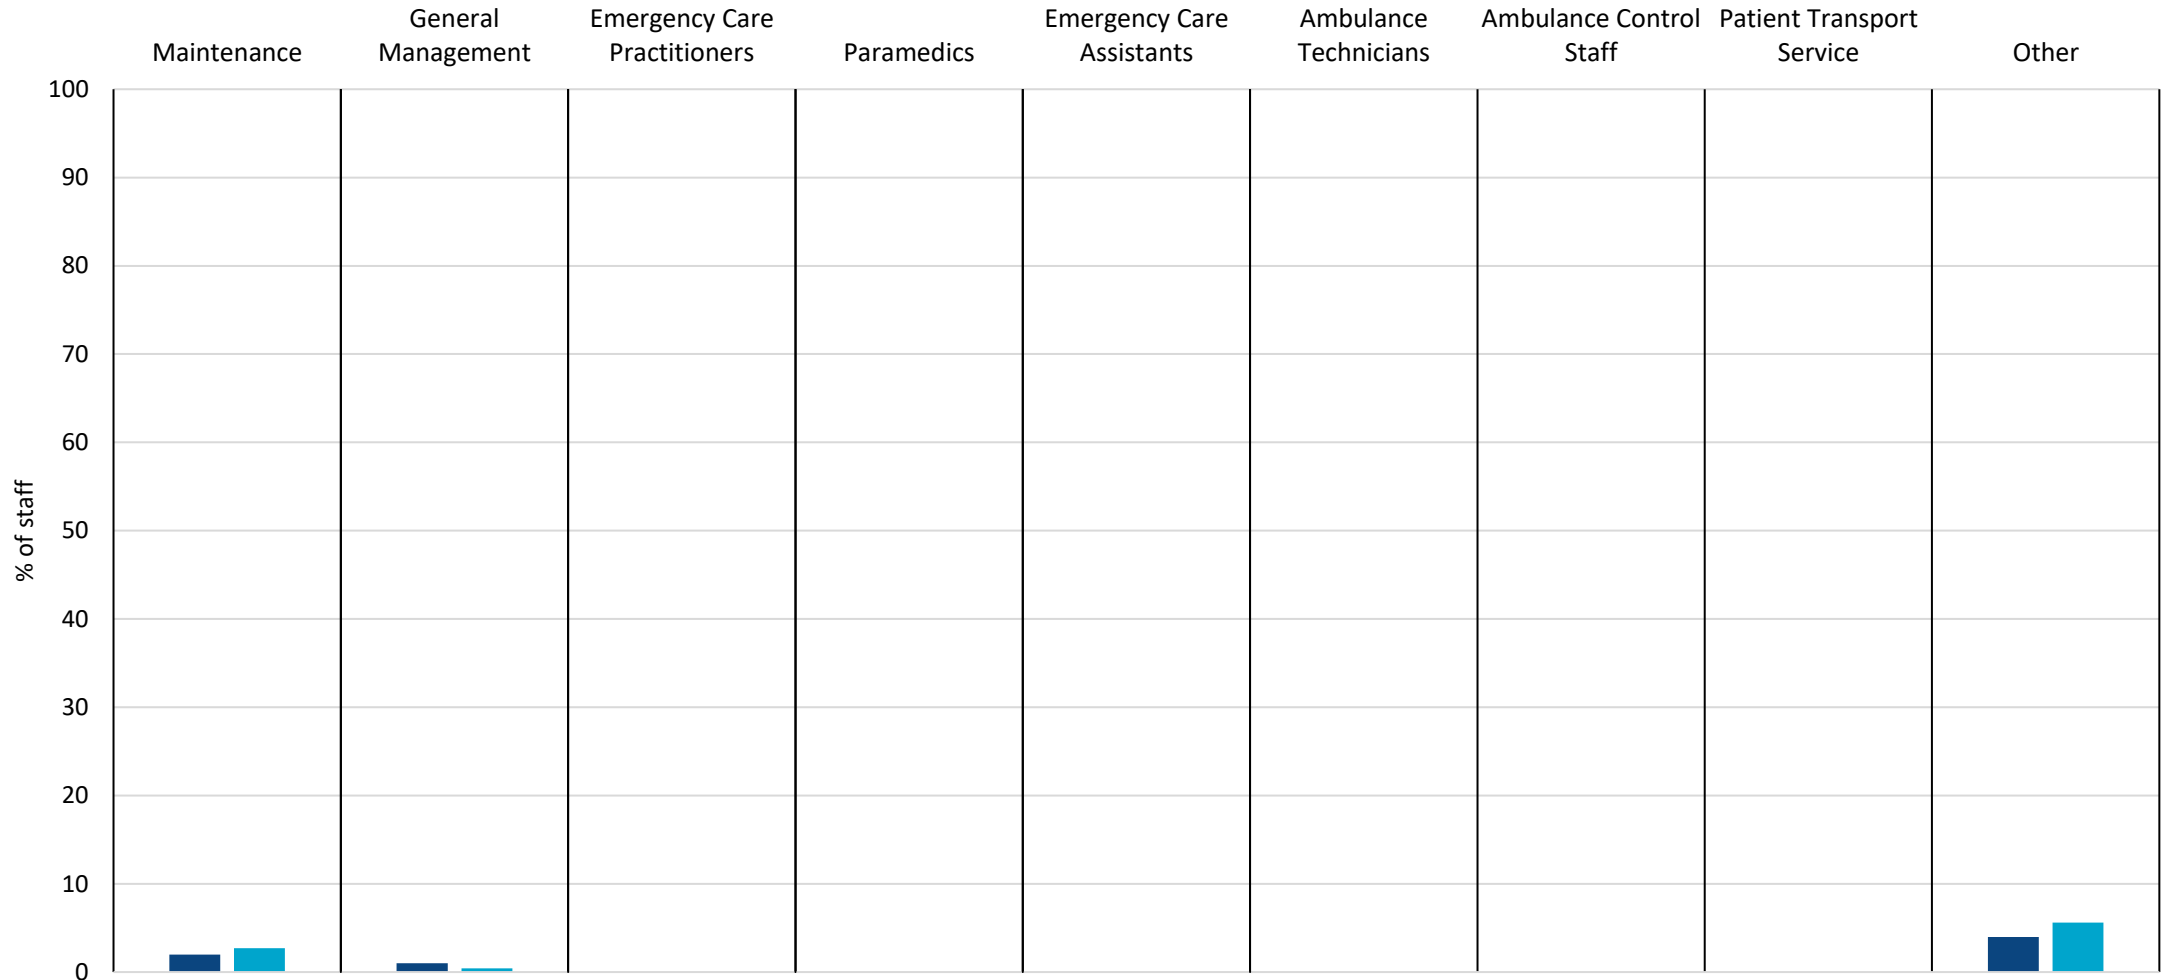 Maintenance
General
Management
Emergency Care
Practitioners
Paramedics
Emergency Care
Assistants
Ambulance
Technicians
Ambulance Control
Staff
Patient Transport
Service
Other
% of staff
100
90
80
70
60
50
40
30
20
10
0